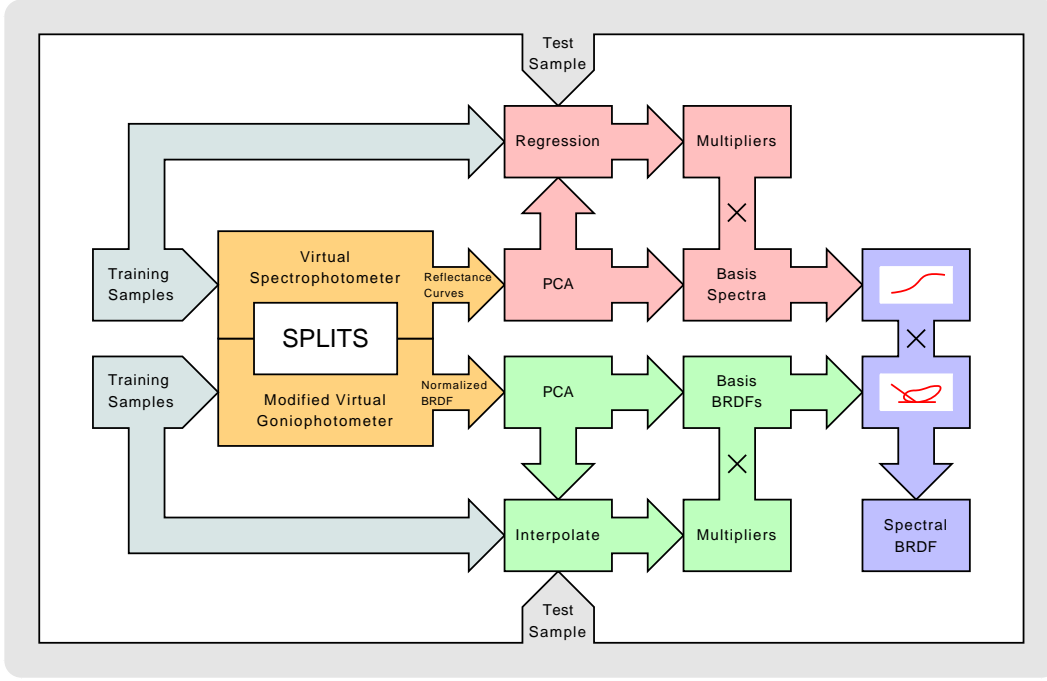 Test
Sample
Regression
Multipliers
Training
Samples
Virtual
Spectrophotometer
Reflectance
Curves
PCA
Basis
Spectra
SPLITS
Training
Samples
Modified Virtual
Goniophotometer
Normalized
BRDF
PCA
Basis
BRDFs
Interpolate
Multipliers
Spectral
BRDF
Test
Sample